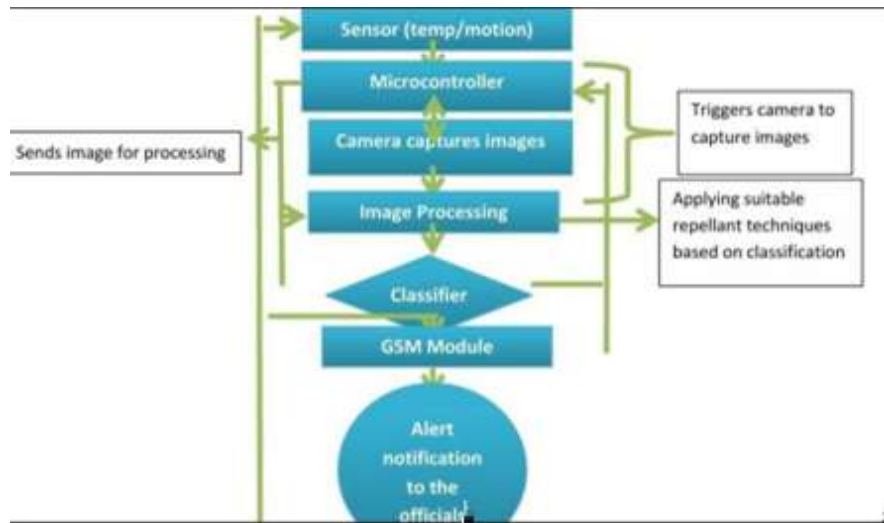 Sensor (temp/motion)
Microcontroller
Triggers camera to
capture images
Camera captures images
Sends image for processing
Image Processing
Applying suitable
repellant techniques
based on classification
Classifier
GSM Module
Alert
notification
to the
officials